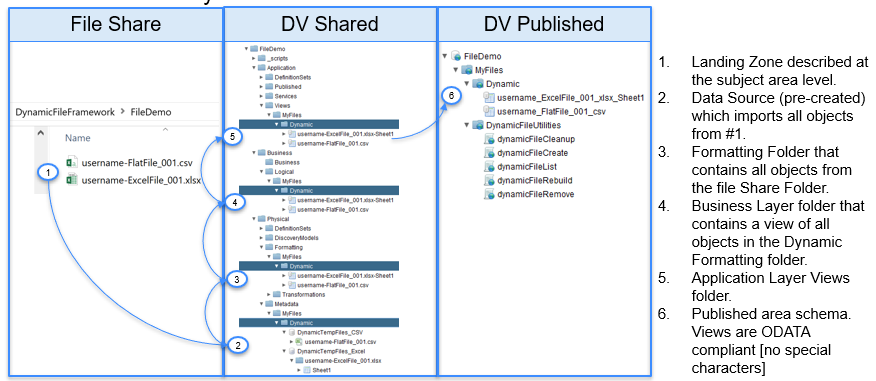 File Share
DV Shared
DV Published
DynamicFileFramework > FileDemo
Name
username-FlatFile_001.csv
username-ExcelFile_001.xlsx
1
FileDemo
_scripts
Application
DefinitionSets
Published
Services
Views
MyFiles
Dynamic
username-ExcelFile_001.xlsx-Sheet1
username-FlatFile_001.csv
5
Business
Business
Logical
MyFiles
Dynamic
username-ExcelFile_001.xlsx-Sheet1
username-FlatFile_001.csv
4
Physical
DefinitionSets
DiscoveryModels
Formatting
MyFiles
Dynamic
username-ExcelFile_001.xlsx-Sheet1
username-FlatFile_001.csv
3
Transformations
Metadata
MyFiles
Dynamic
DynamicTempFiles_CSV
username-FlatFile_001.csv
DynamicTempFiles_Excel
username-ExcelFile_001.xlsx
Sheet1
2
FileDemo
MyFiles
Dynamic
username_ExcelFile_001_xlsx_Sheet1
username_FlatFile_001_csv
6
DynamicFileUtilities
dynamicFileCleanup
dynamicFileCreate
dynamicFileList
dynamicFileRebuild
dynamicFileRemove
1. Landing Zone described at
the subject area level.
2. Data Source (pre-created)
which imports all objects
from #1.
3. Formatting Folder that
contains all objects from
the file Share Folder.
4. Business Layer folder that
contains a view of all
objects in the Dynamic
Formatting folder.
5. Application Layer Views
folder.
6. Published area schema.
Views are ODATA
compliant [no special
characters]